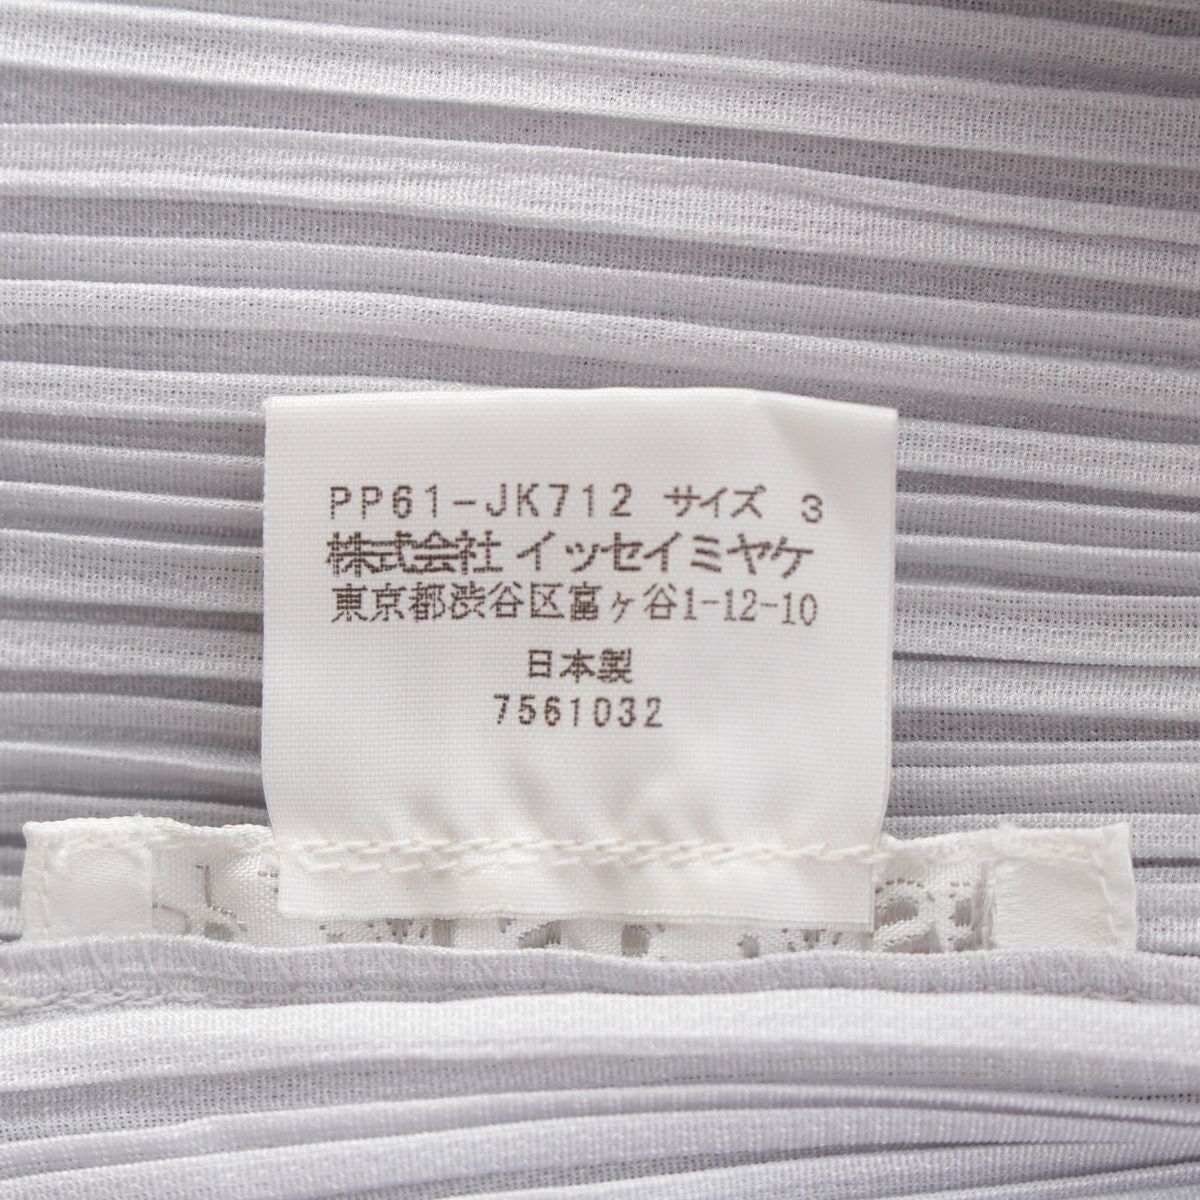 PP61-JK712 サイズ 3
株式会社 イッセイミヤケ
東京都渋谷区富ヶ谷1-12-10
日本製
7561032